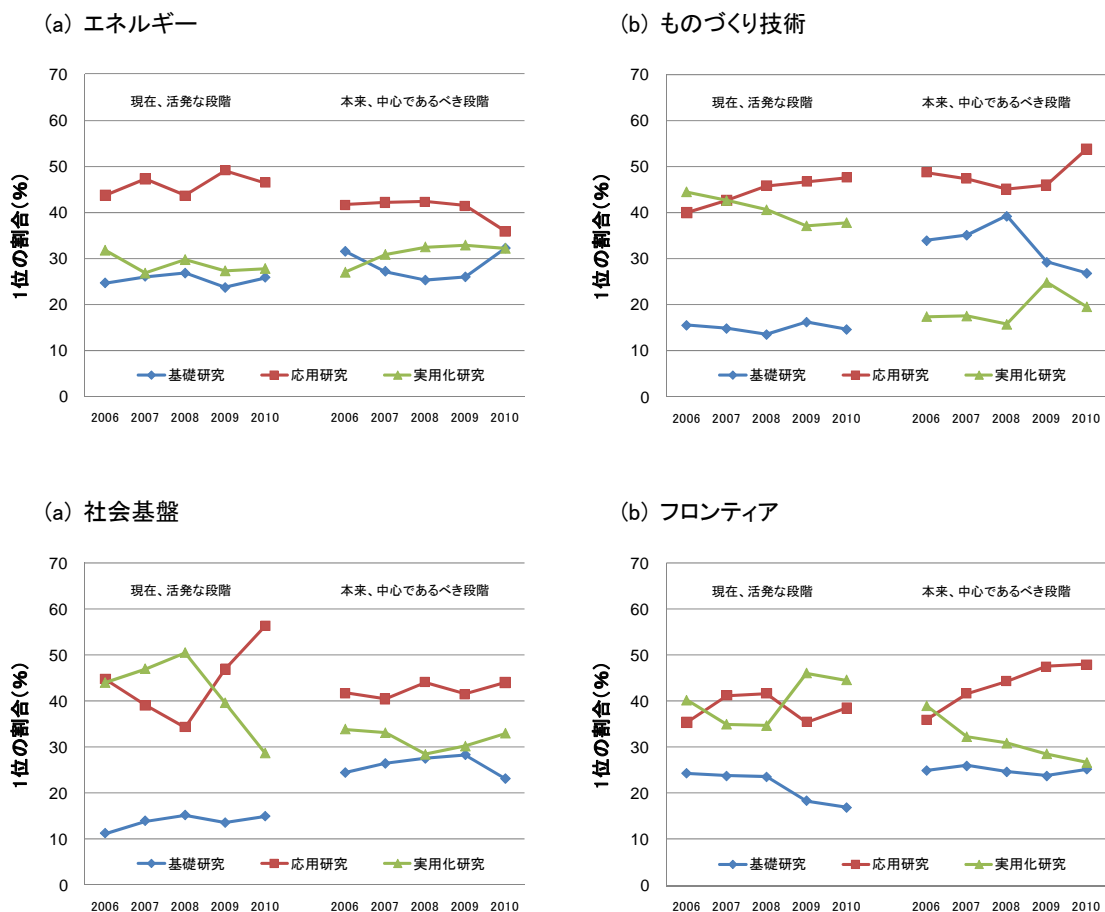 (a) エネルギー
1位の割合(%)
70
60
50
40
30
20
10
0
現在、活発な段階 本来、中心であるべき段階
基礎研究 応用研究 実用化研究
2006 2007 2008 2009 2010 2006 2007 2008 2009 2010
(b) ものづくり技術
1位の割合(%)
70
60
50
40
30
20
10
0
現在、活発な段階 本来、中心であるべき段階
基礎研究 応用研究 実用化研究
2006 2007 2008 2009 2010 2006 2007 2008 2009 2010
(a) 社会基盤
1位の割合(%)
70
60
50
40
30
20
10
0
現在、活発な段階 本来、中心であるべき段階
基礎研究 応用研究 実用化研究
2006 2007 2008 2009 2010 2006 2007 2008 2009 2010
(b) フロンティア
1位の割合(%)
70
60
50
40
30
20
10
0
現在、活発な段階 本来、中心であるべき段階
基礎研究 応用研究 実用化研究
2006 2007 2008 2009 2010 2006 2007 2008 2009 2010